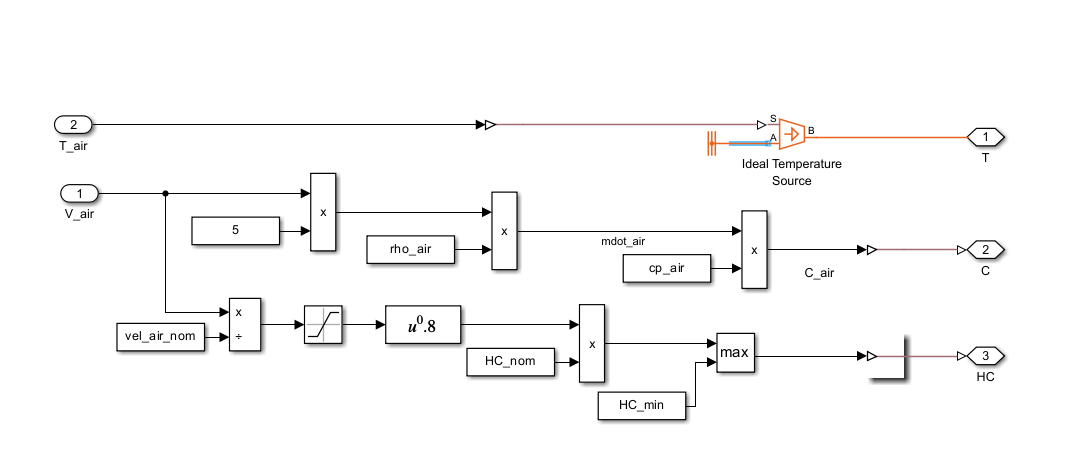 2
T_air
S
A
B
Ideal Temperature
Source
1
T
1
V_air
5
x
rho_air
x
mdot_air
cp_air
x
C_air
2
C
vel_air_nom
x
÷
u^0.8
HC_nom
x
HC_min
max
3
HC